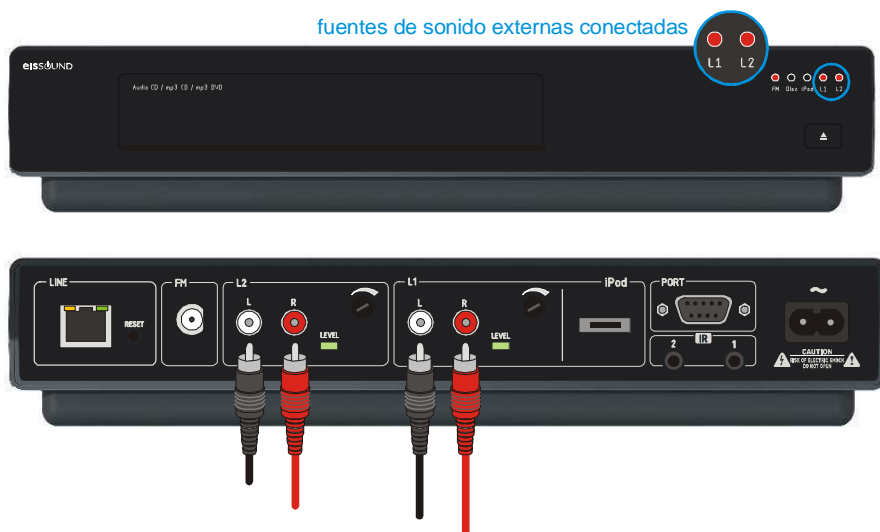 fuentes de sonido externas conectadas
L1 L2
eissound
Audio CD / mp3 CD / mp3 DVD
FM Disc iPod L1 L2
LINE
RESET
FM
L2
L R
LEVEL
L1
L R
LEVEL
iPod
PORT
IR
2 1
~
CAUTION
RISK OF ELECTRIC SHOCK
DO NOT OPEN